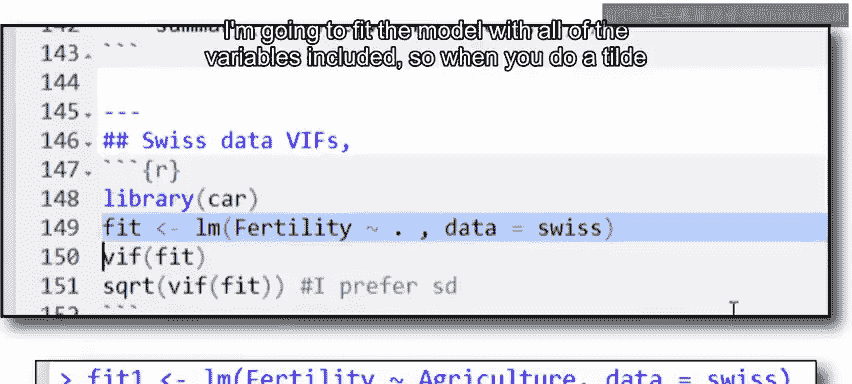 I'm going to fit the model with all of the
variables included, so when you do a tilde
142
143 ```
144
145 ---
146 ## Swiss data VIFs,
147 ```{r}
148 library(car)
149 fit <- lm(Fertility ~ . , data = swiss)
150 vif(fit)
151 sqrt(vif(fit)) #I prefer sd
152 ```
> fit1 <- lm(Fertility ~ Agriculture, data = swiss)